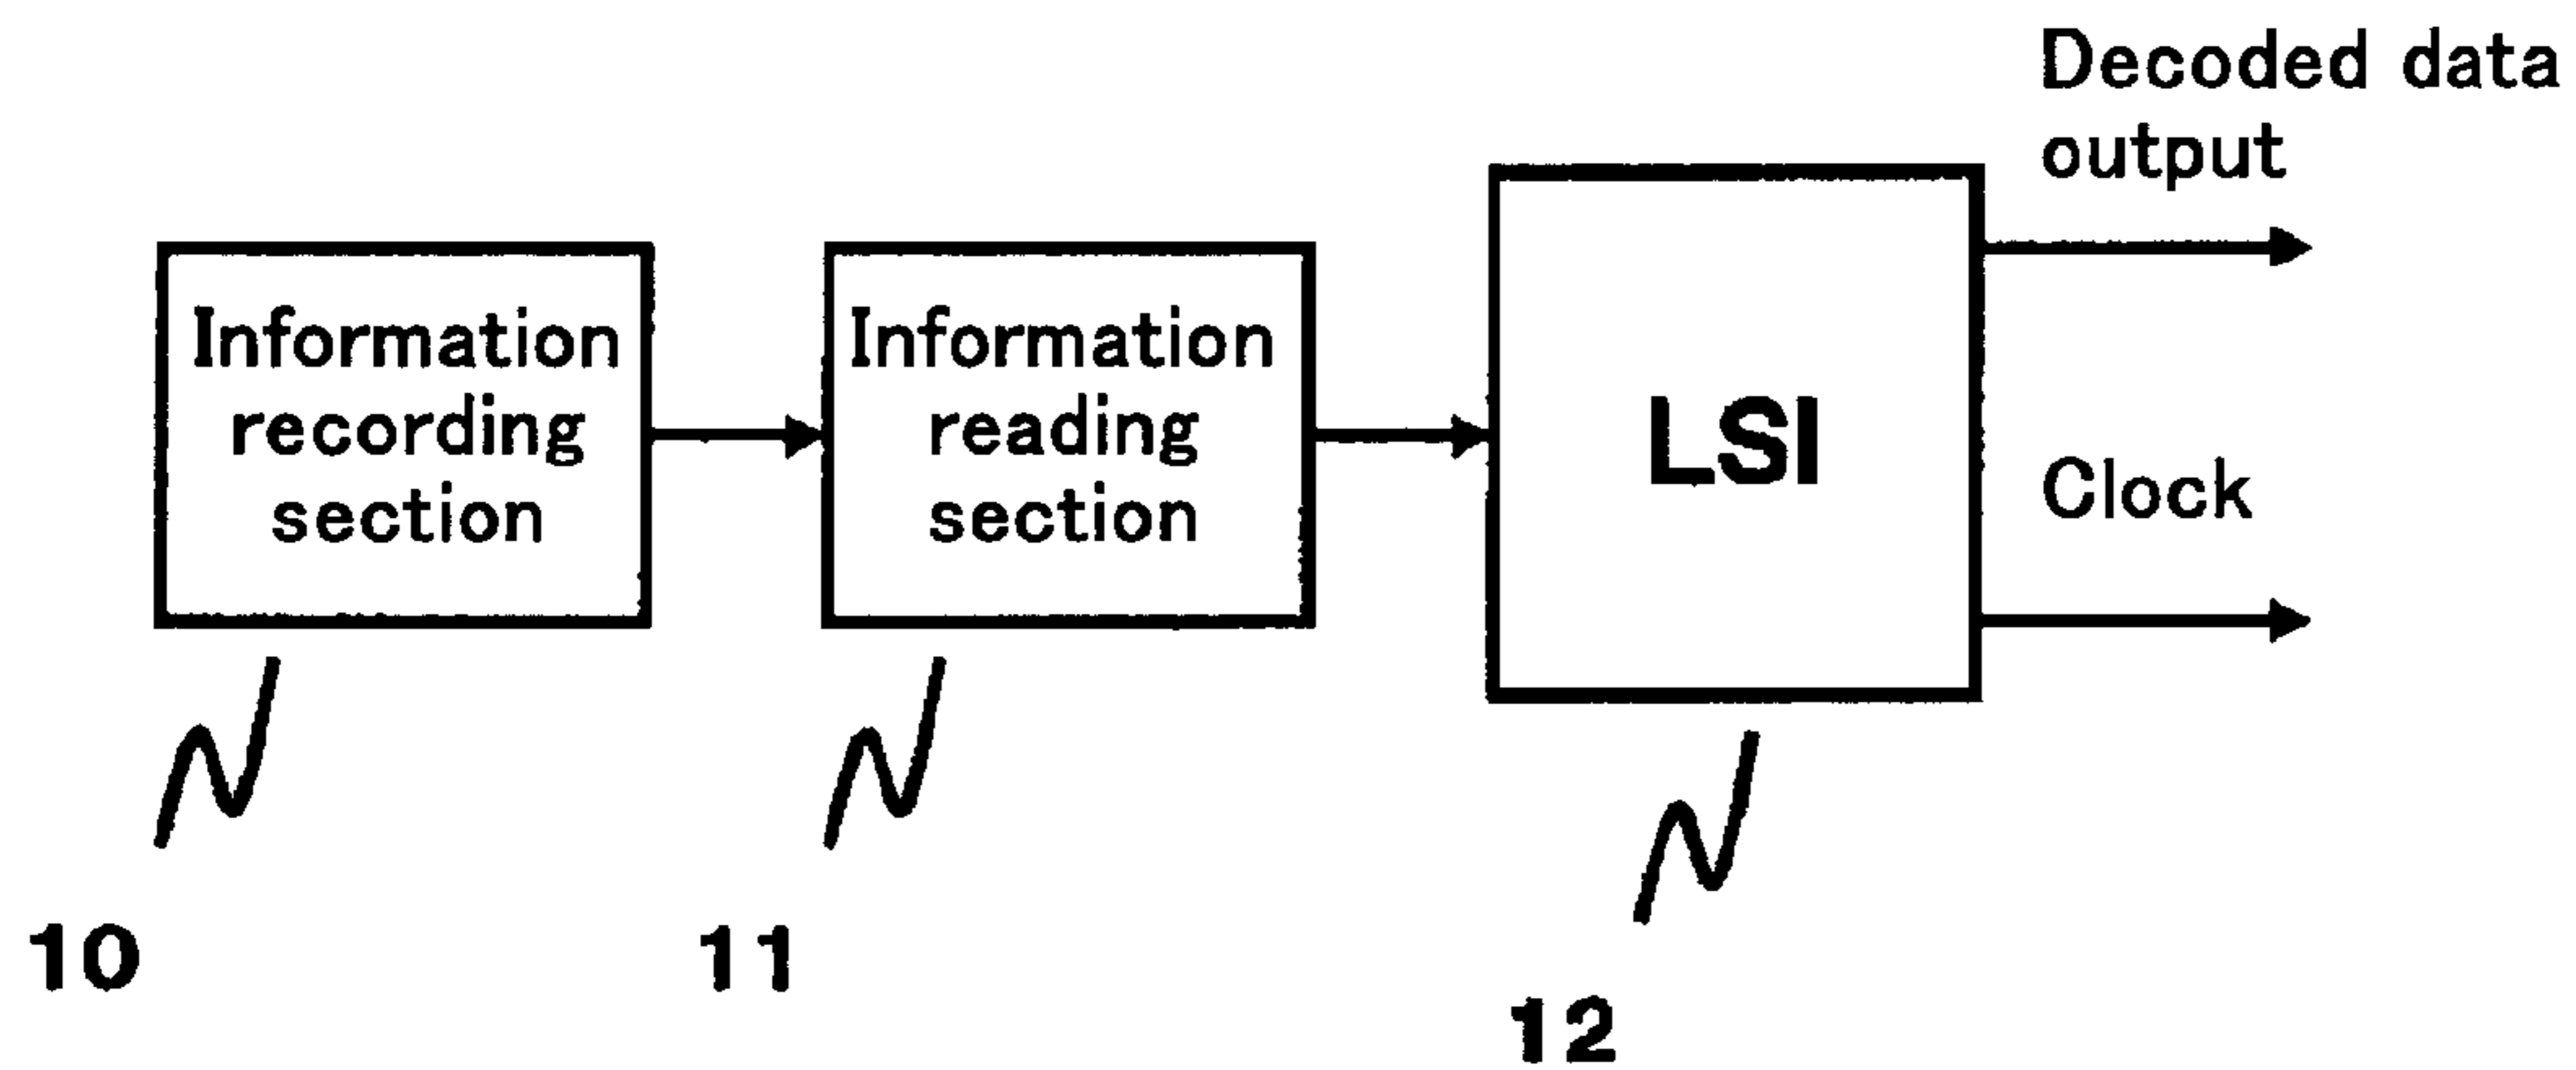 Decoded data
output
Information
recording
section
Information
reading
section
LSI
Clock
10
11
12